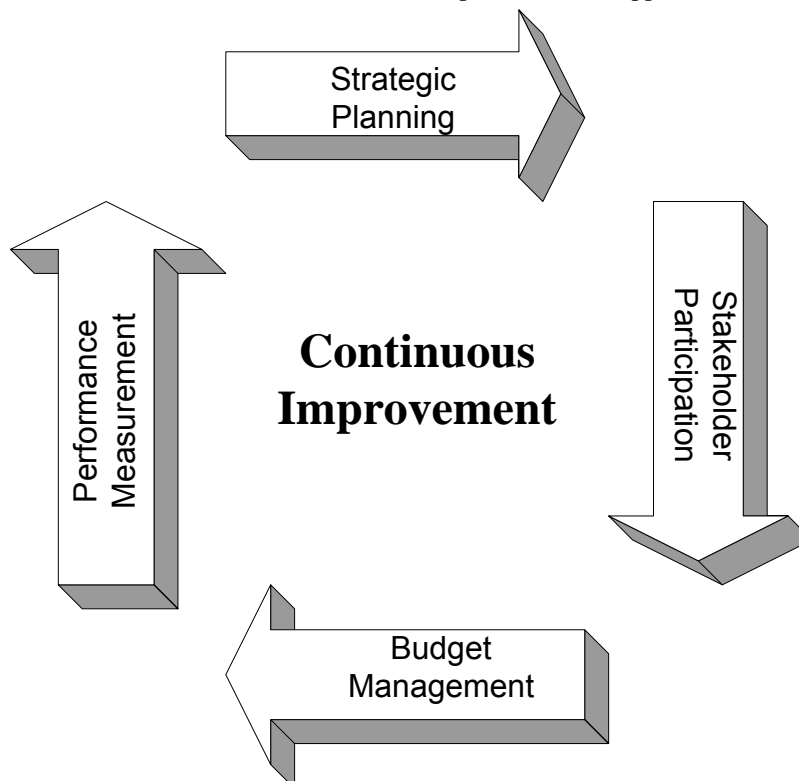 Strategic
Planning
Stakeholder
Participation
Continuous
Improvement
Performance
Measurement
Budget
Management